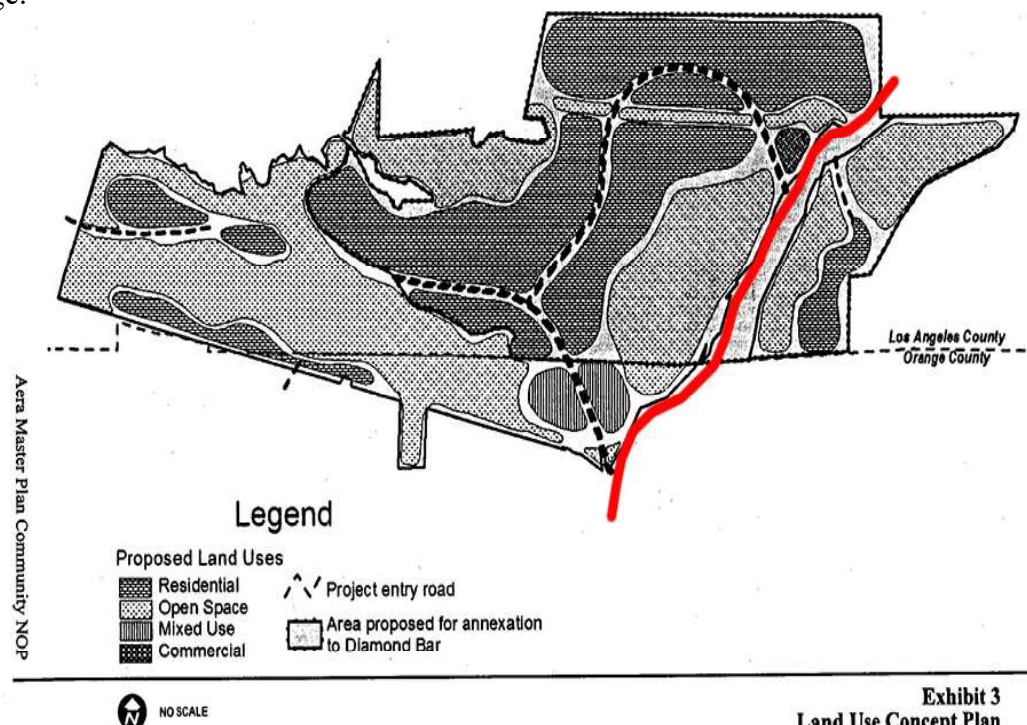 ge.
Los Angeles County
Orange County
Aera Master Plan Community NOP
Legend
Proposed Land Uses
Residential
Open Space
Mixed Use
Commercial
Project entry road
Area proposed for annexation
to Diamond Bar
N
NO SCALE
Exhibit 3
Land Use Concept Plan